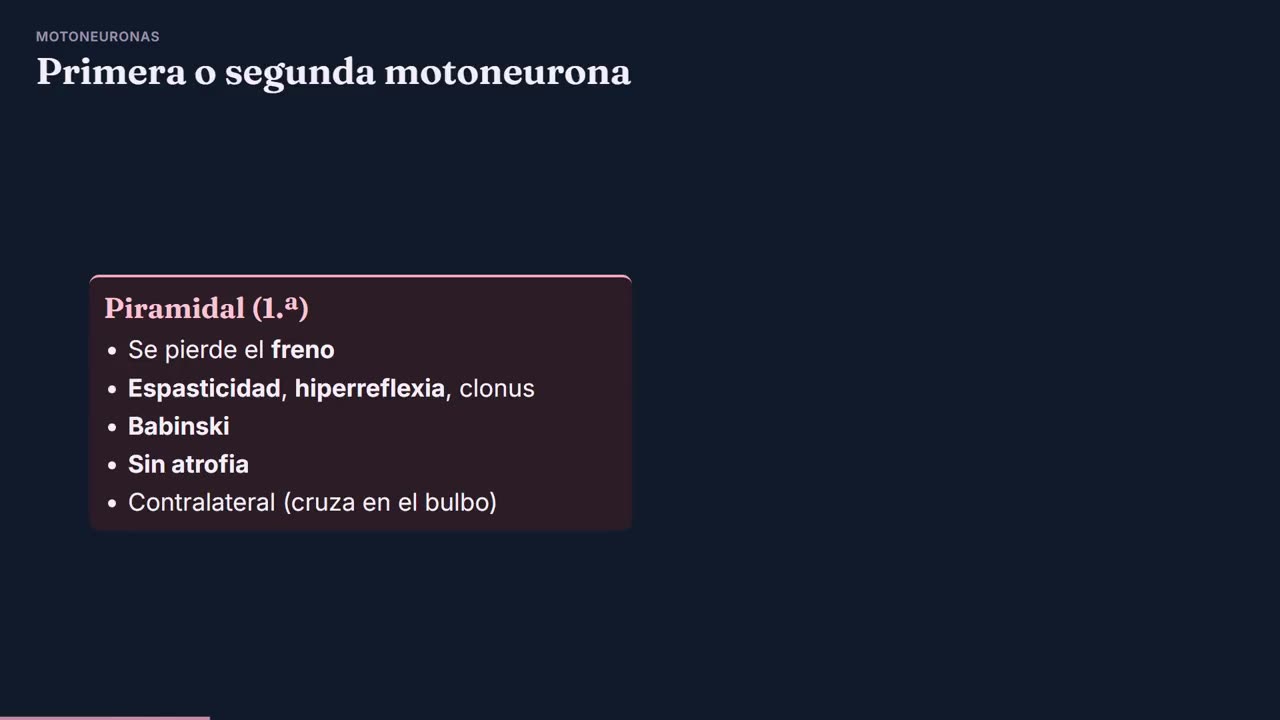 MOTONEURONAS
Primera o segunda motoneurona
Piramidal (1.ª)
• Se pierde el freno
• Espasticidad, hiperreflexia, clonus
• Babinski
• Sin atrofia
• Contralateral (cruza en el bulbo)